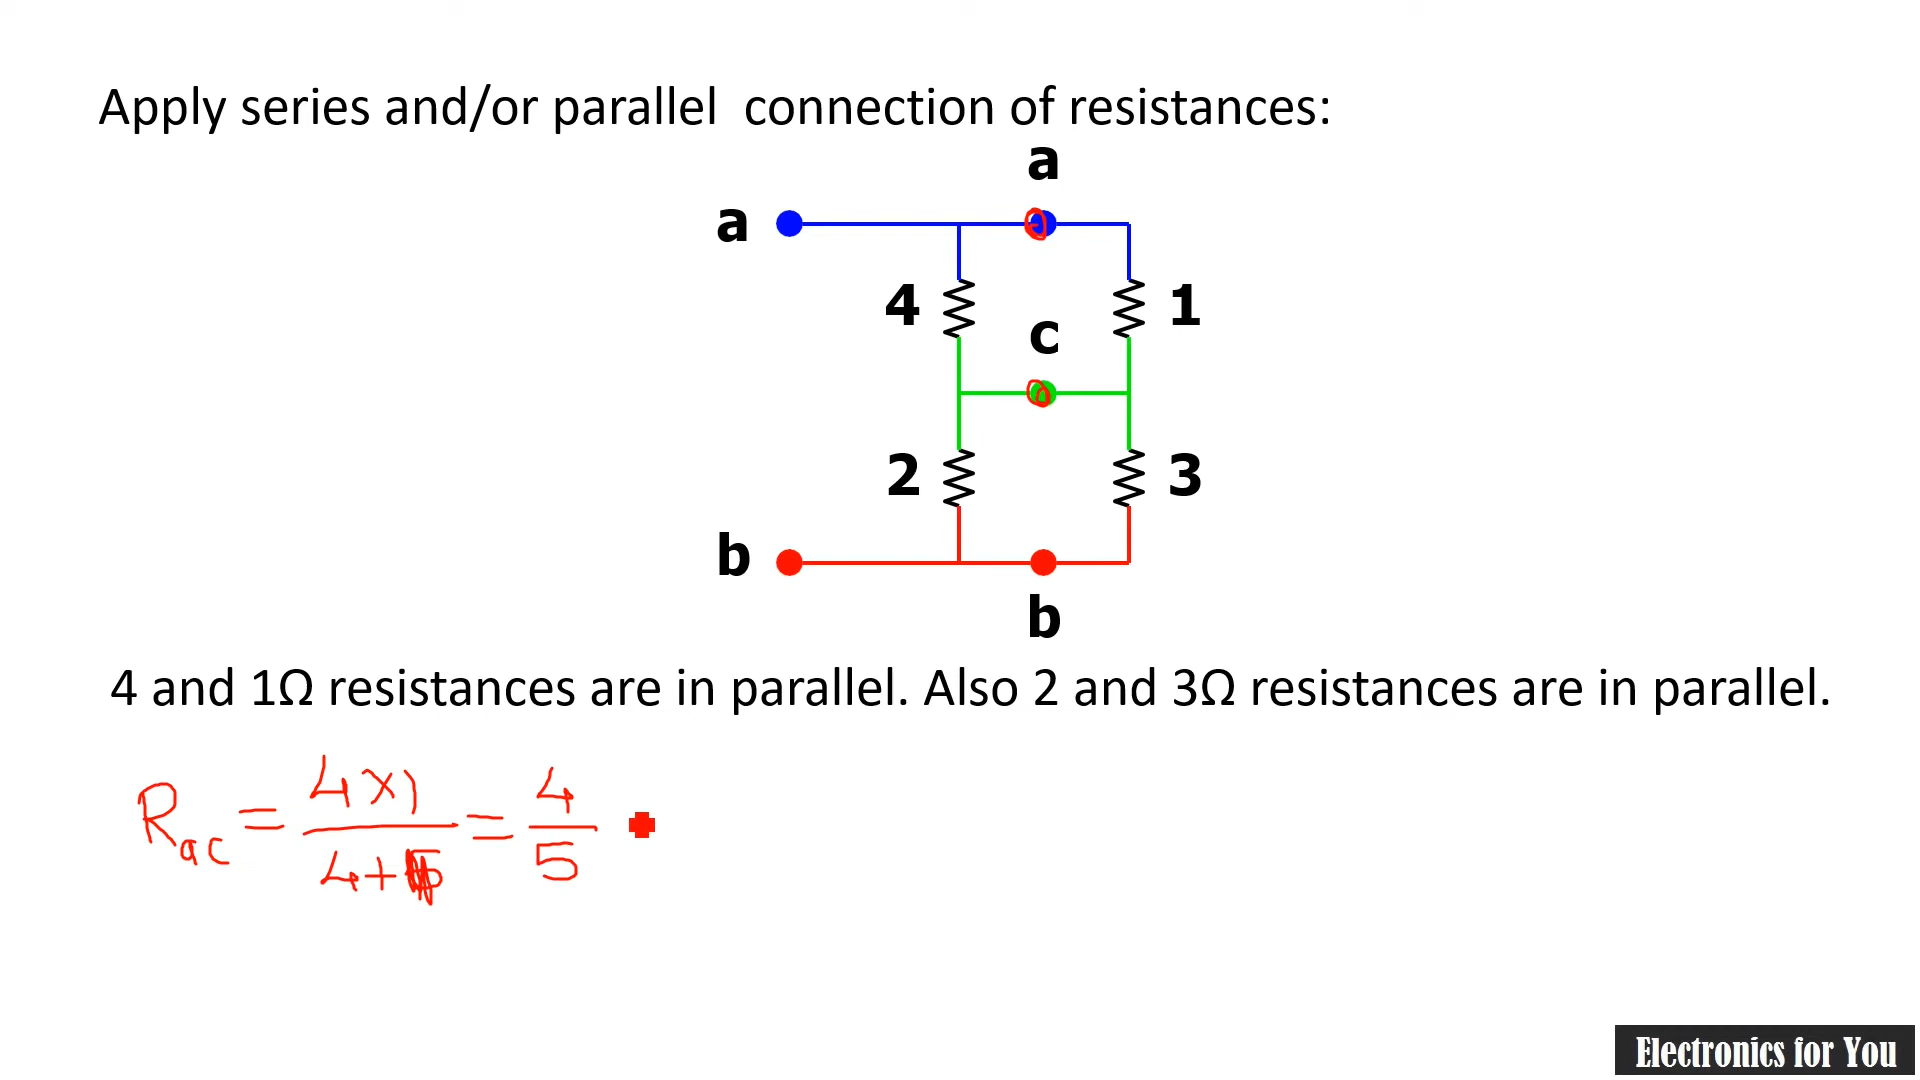 Apply series and/or parallel connection of resistances:
a
a
4
1
c
2
3
b
b
4 and 1Ω resistances are in parallel. Also 2 and 3Ω resistances are in parallel.
Rac = 4×1 / 4+ = 4 / 5
Electronics for You